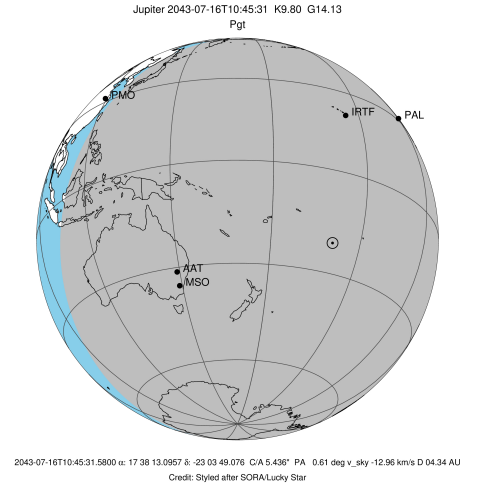 Jupiter 2043-07-16T10:45:31 K9.80 G14.13
Pgt
PMO
IRTF
PAL
AAT
MSO
2043-07-16T10:45:31.5800 α: 17 38 13.0957 δ: -23 03 49.076 C/A 5.436" PA 0.61 deg v_sky -12.96 km/s D 04.34 AU
Credit: Styled after SORA/Lucky Star